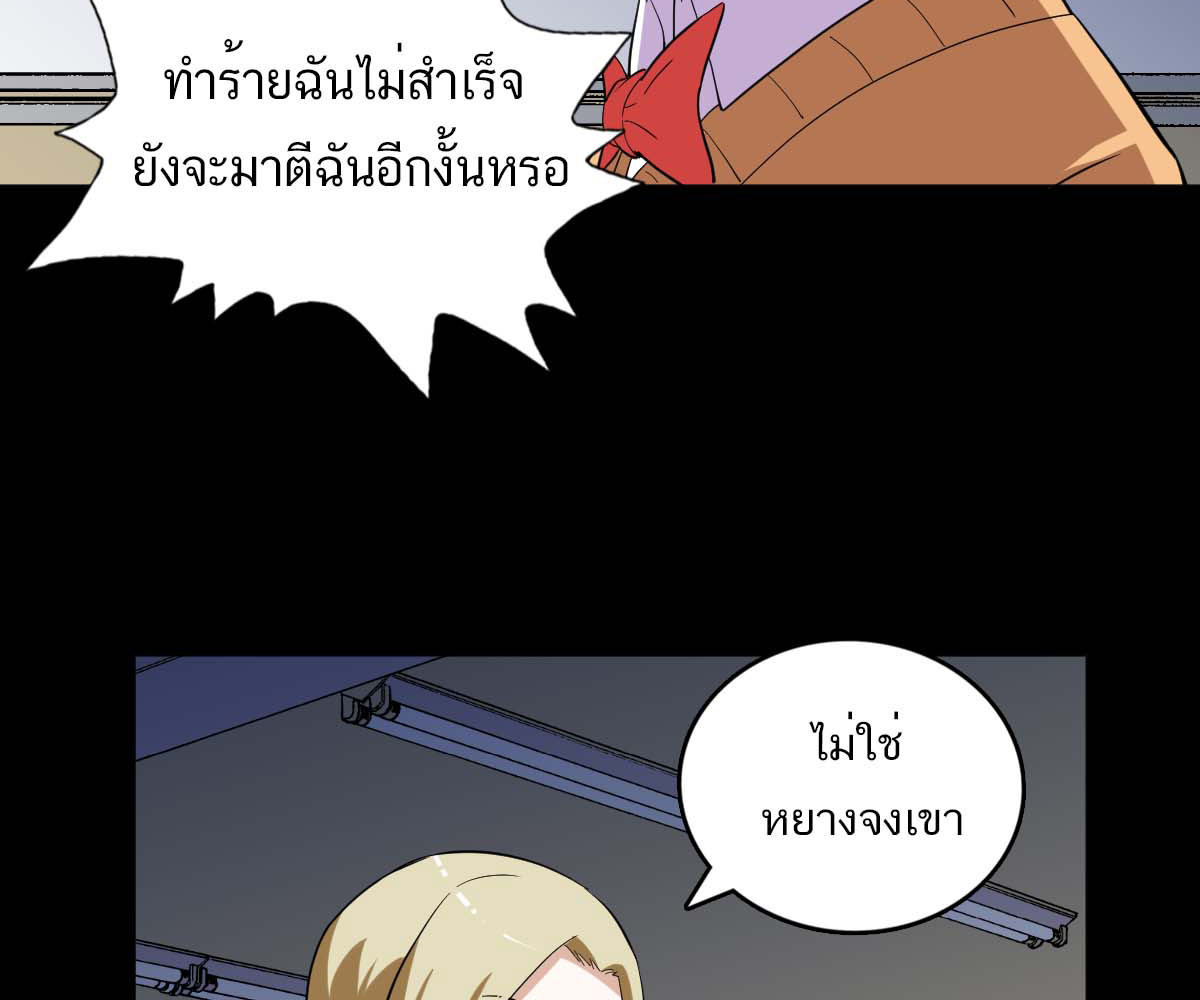 ทำร้ายฉันไม่สำเร็จ
ยังจะมาตีฉันอีกงั้นหรอ
ไม่ใช่
หยางจงเขา